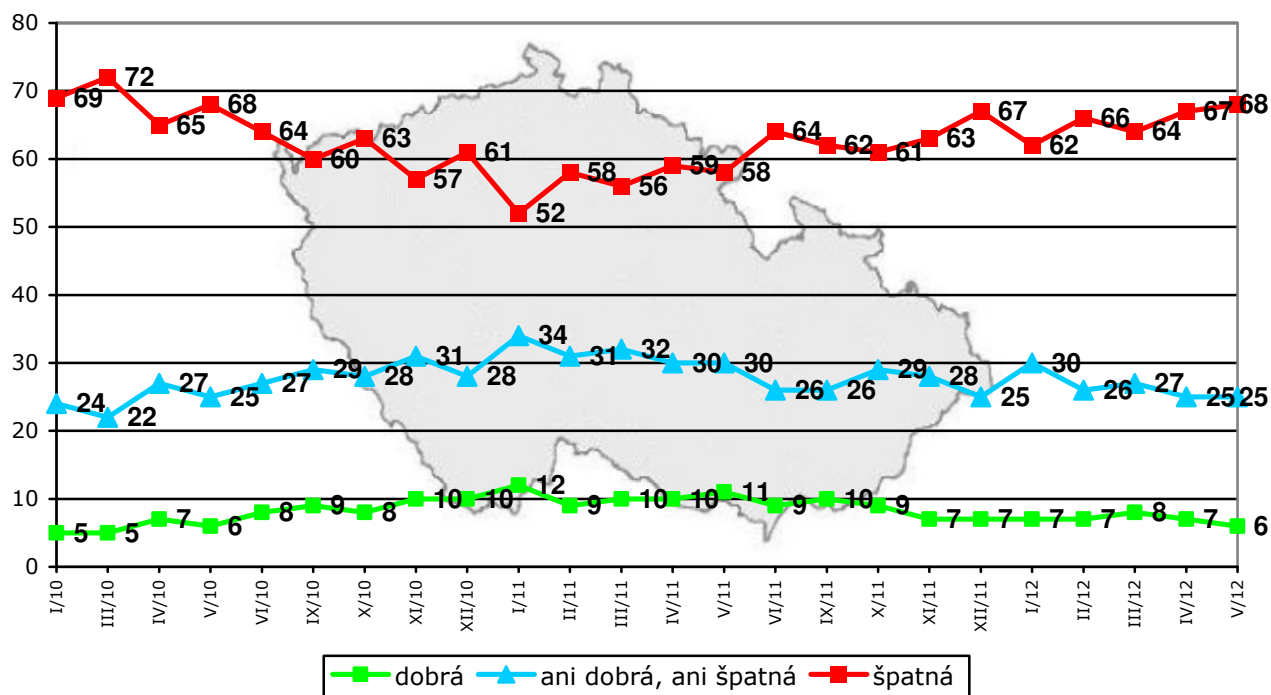 80
70
60
50
40
30
20
10
0
69 72 65 68 64 60 63 57 61 52 58 56 59 58 64 62 61 63 67 62 66 64 67 68
24 22 27 25 27 29 28 31 28 34 31 32 30 30 26 26 29 28 25 30 26 27 25 25
5 5 7 6 8 9 8 10 10 12 9 10 10 11 9 10 9 7 7 7 7 8 7 6
I/10 III/10 IV/10 V/10 VI/10 IX/10 X/10 XI/10 XII/10 I/11 II/11 III/11 IV/11 V/11 VI/11 IX/11 X/11 XI/11 XII/11 I/12 II/12 III/12 IV/12 V/12
dobrá ani dobrá, ani špatná špatná